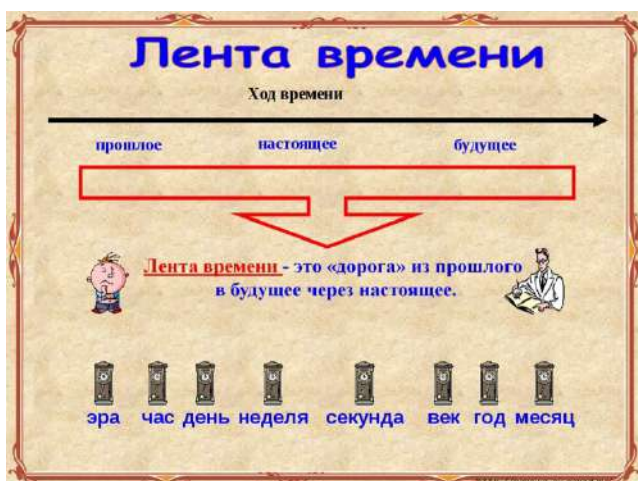 Лента времени
Ход времени
прошлое настоящее будущее
Лента времени - это «дорога» из прошлого
в будущее через настоящее.
эра час день неделя секунда век год месяц